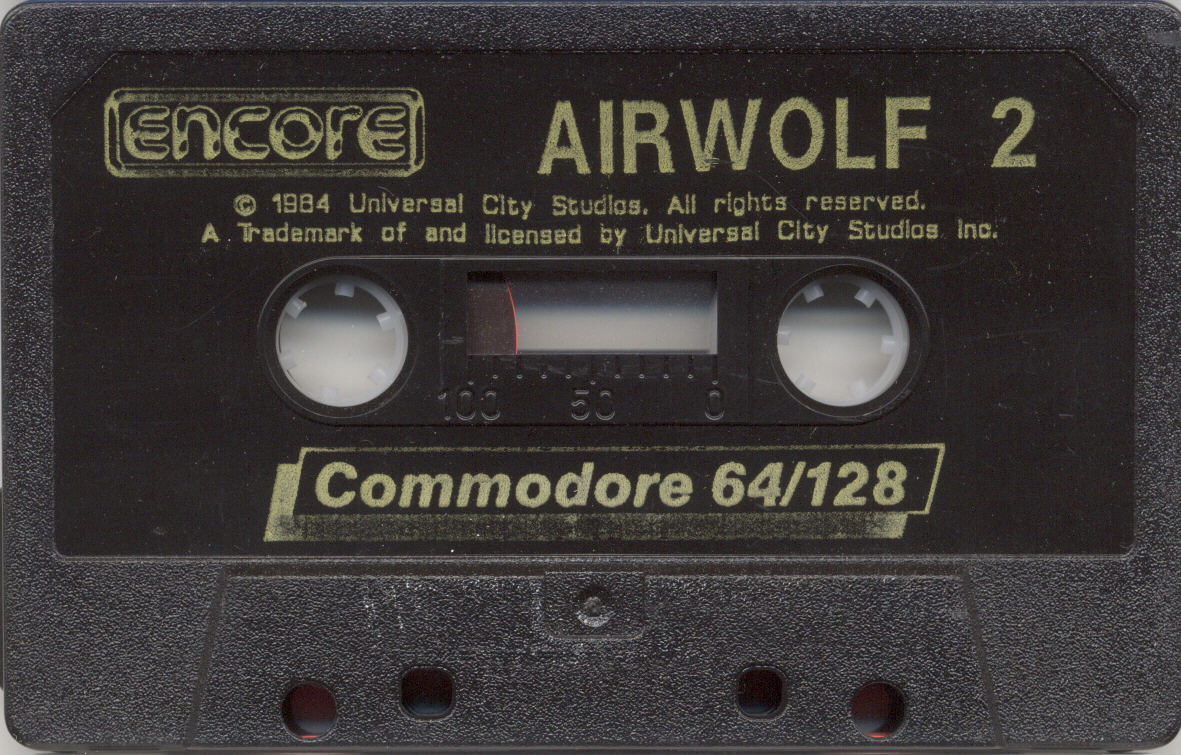 encore
AIRWOLF 2
© 1984 Universal City Studios. All rights reserved.
A Trademark of and licensed by Universal City Studios Inc.
100 50 0
Commodore 64/128